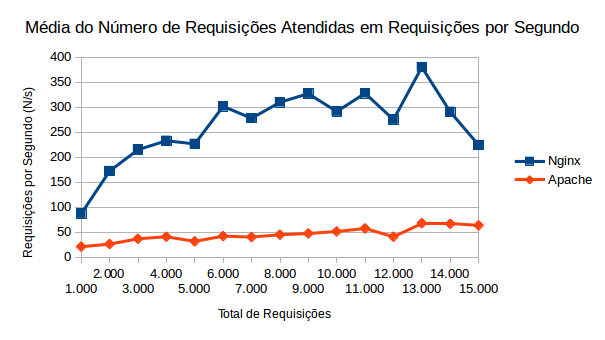 Média do Número de Requisições Atendidas em Requisições por Segundo
400
350
300
250
200
150
100
50
0
Requisições por Segundo (N/s)
Nginx
Apache
2.000 4.000 6.000 8.000 10.000 12.000 14.000
1.000 3.000 5.000 7.000 9.000 11.000 13.000 15.000
Total de Requisições